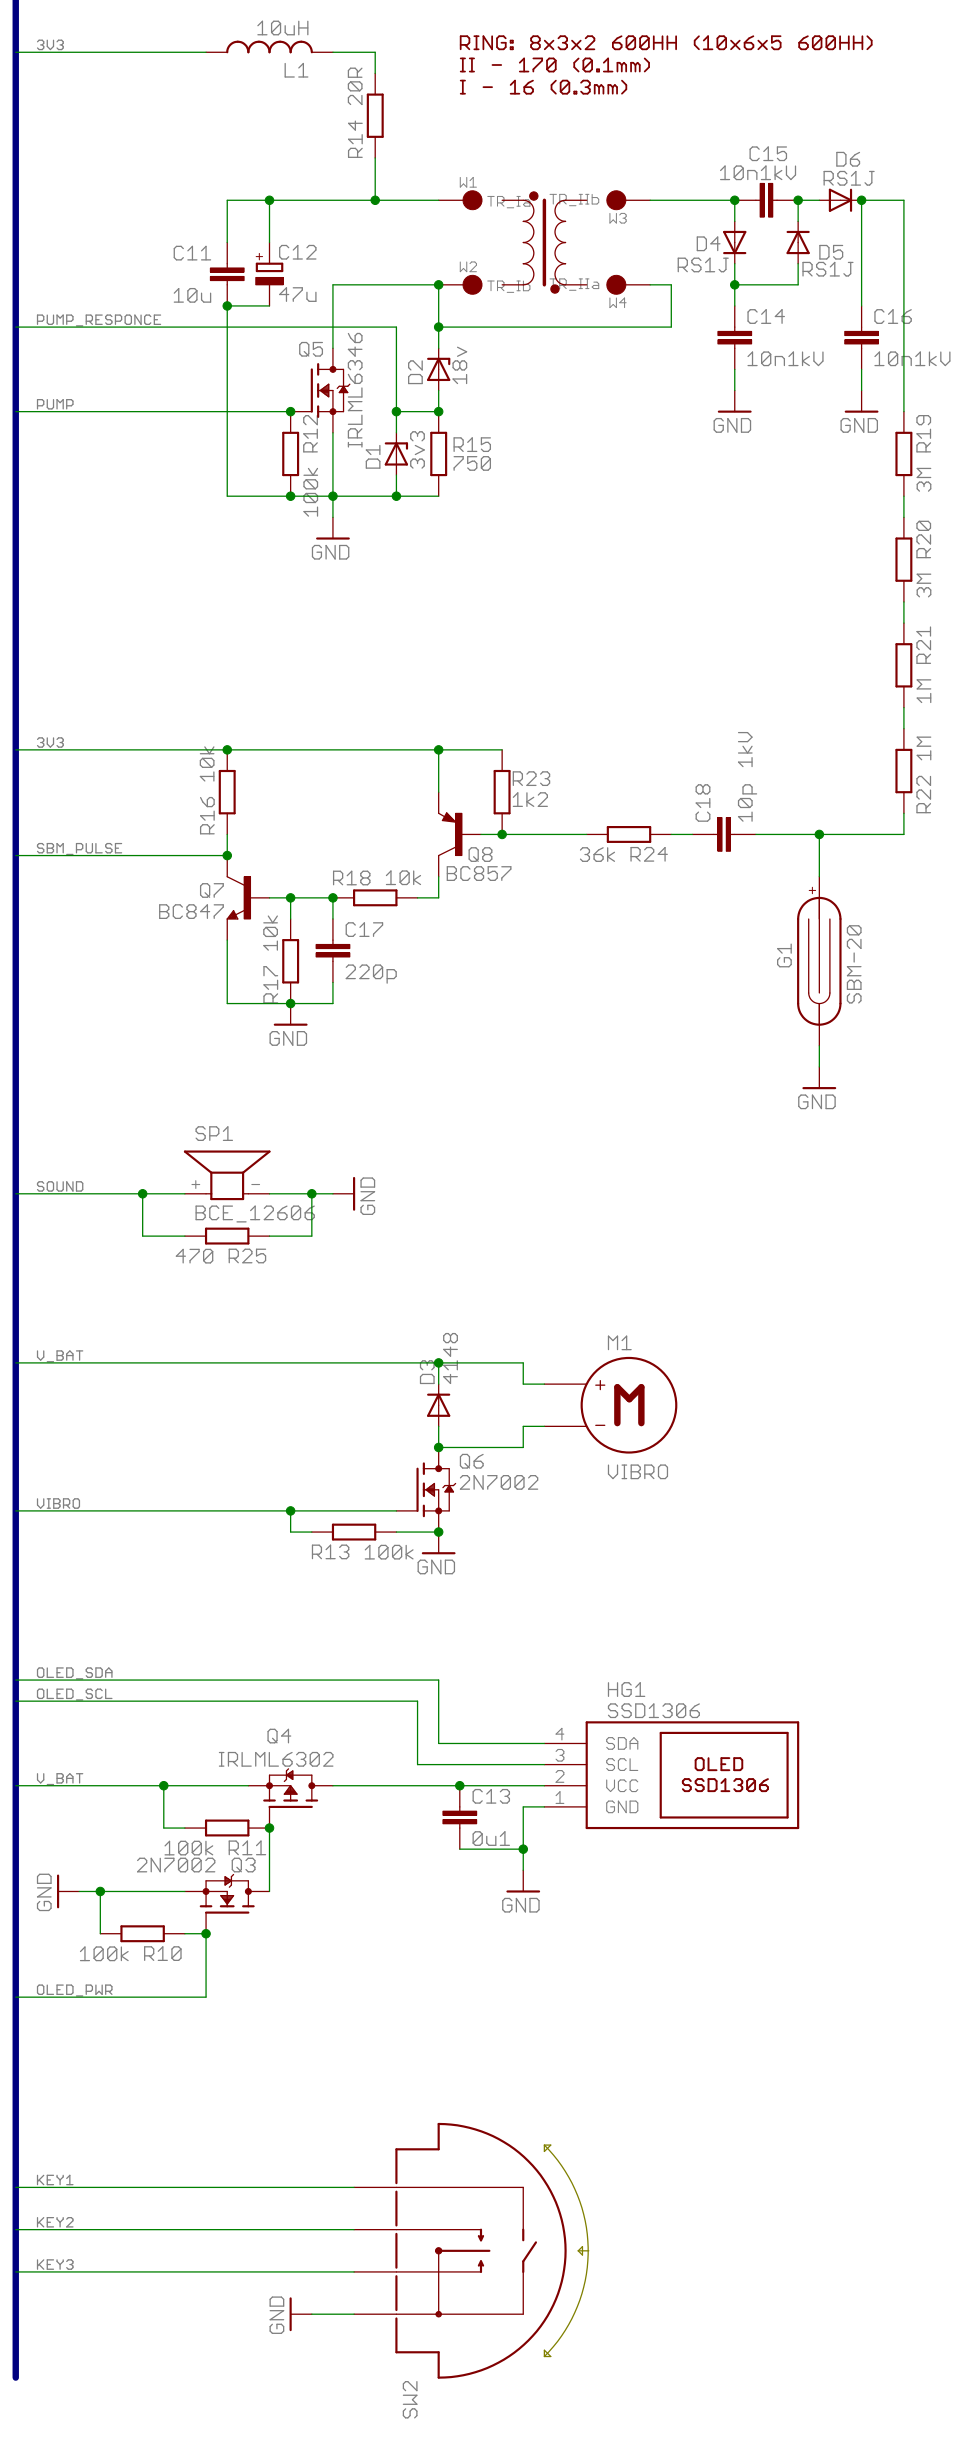 3V3
10uH
L1
RING: 8x3x2 600HH (10x6x5 600HH)
II - 170 (0.1mm)
I - 16 (0.3mm)
R14 20R
W1
TR_Ia
TR_IIb
W3
C15
10n1kV
D6
RS1J
C11
10u
+
C12
47u
W2
TR_Ib
TR_IIa
W4
D4
RS1J
D5
RS1J
PUMP_RESPONCE
Q5
IRLML6346
D2
18v
C14
10n1kV
C16
10n1kV
PUMP
R12
100k
D1
3v3
R15
750
GND
GND
GND
3M R19
3M R20
1M R21
R22 1M
3V3
R16 10k
R23
1k2
C18
10p 1kV
SBM_PULSE
Q7
BC847
R18 10k
Q8
BC857
36k R24
R17 10k
C17
220p
GND
+
G1
SBM-20
GND
SP1
SOUND
+ -
BCE_12606
GND
470 R25
V_BAT
D3
4148
M1
+
M
-
VIBRO
Q6
2N7002
VIBRO
R13 100k
GND
OLED_SDA
OLED_SCL
HG1
SSD1306
Q4
IRLML6302
V_BAT
4 SDA
3 SCL
2 VCC
1 GND
OLED
SSD1306
C13
0u1
100k R11
2N7002 Q3
GND
GND
100k R10
OLED_PWR
KEY1
KEY2
KEY3
GND
SW2